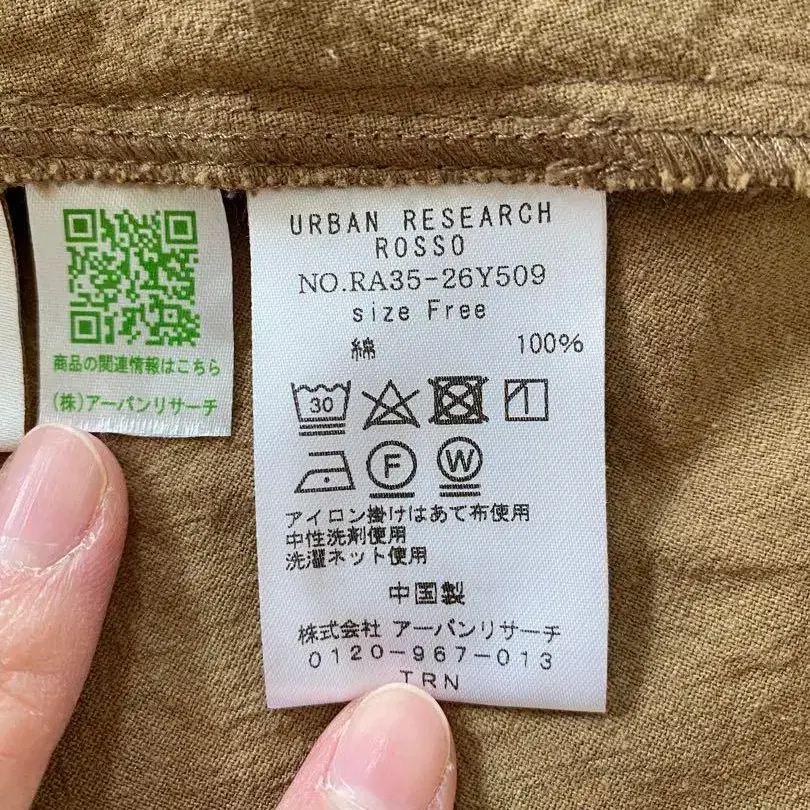 URBAN RESEARCH
ROSSO
NO.RA35-26Y509
size Free
綿 100%
30
F W
アイロン掛けはあて布使用
中性洗剤使用
洗濯ネット使用
中国製
株式会社 アーバンリサーチ
0120-967-013
TRN
商品の関連情報はこちら
(株)アーバンリサーチ